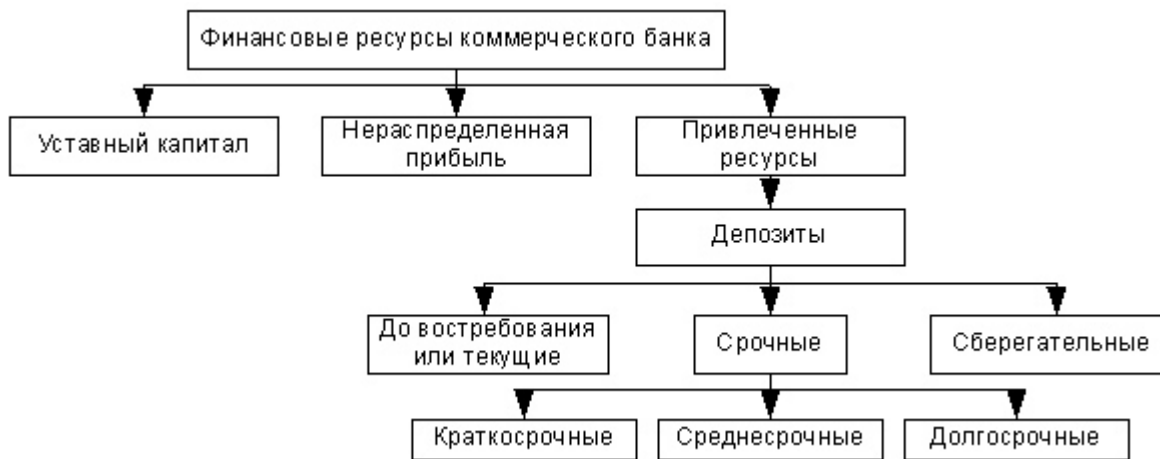 Финансовые ресурсы коммерческого банка
Уставный капитал
Нераспределенная
прибыль
Привлеченные
ресурсы
Депозиты
До востребования
или текущие
Срочные
Сберегательные
Краткосрочные
Среднесрочные
Долгосрочные